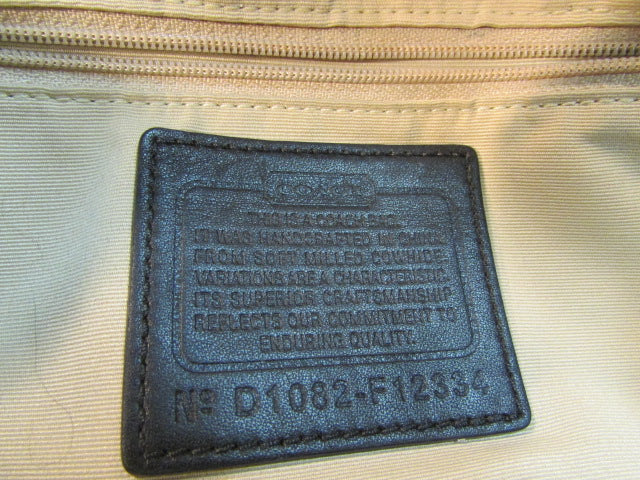 COACH
THIS IS A COACH BAG.
IT WAS HANDCRAFTED IN CHINA
FROM SOFT MILLED COWHIDE.
VARIATIONS ARE A CHARACTERISTIC.
ITS SUPERIOR CRAFTSMANSHIP
REFLECTS OUR COMMITMENT TO
ENDURING QUALITY.
Nº D1082-F12334